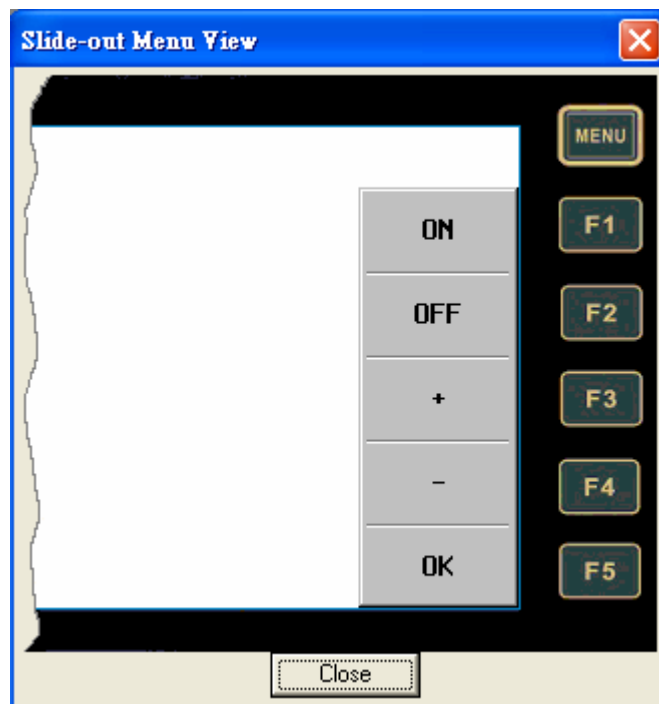 Slide-out Menu View
MENU
ON F1
OFF F2
+ F3
- F4
OK F5
Close